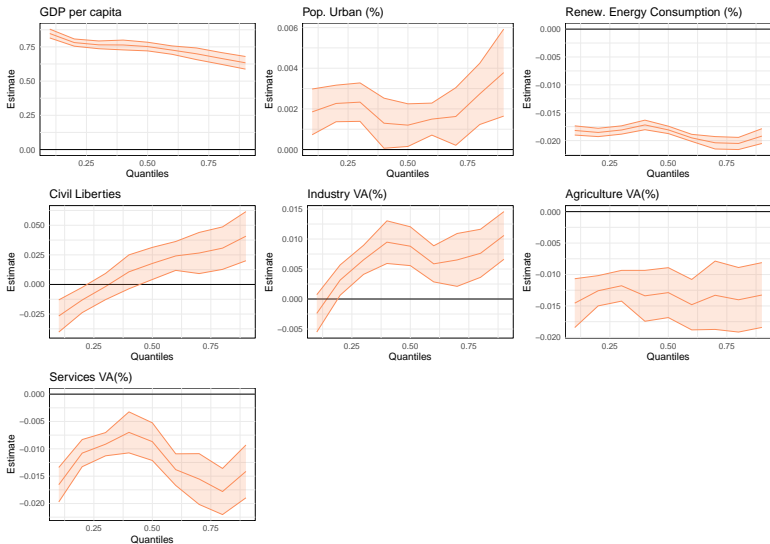 GDP per capita
Pop. Urban (%)
Renew. Energy Consumption (%)
Estimate
0.75
0.50
0.25
0.00
0.25
0.50
0.75
Quantiles
Estimate
0.006
0.004
0.002
0.000
0.25
0.50
0.75
Quantiles
Estimate
0.000
−0.005
−0.010
−0.015
−0.020
0.25
0.50
0.75
Quantiles
Civil Liberties
Industry VA(%)
Agriculture VA(%)
Estimate
0.050
0.025
0.000
−0.025
0.25
0.50
0.75
Quantiles
Estimate
0.015
0.010
0.005
0.000
−0.005
0.25
0.50
0.75
Quantiles
Estimate
0.000
−0.005
−0.010
−0.015
−0.020
0.25
0.50
0.75
Quantiles
Services VA(%)
Estimate
0.000
−0.005
−0.010
−0.015
−0.020
0.25
0.50
0.75
Quantiles